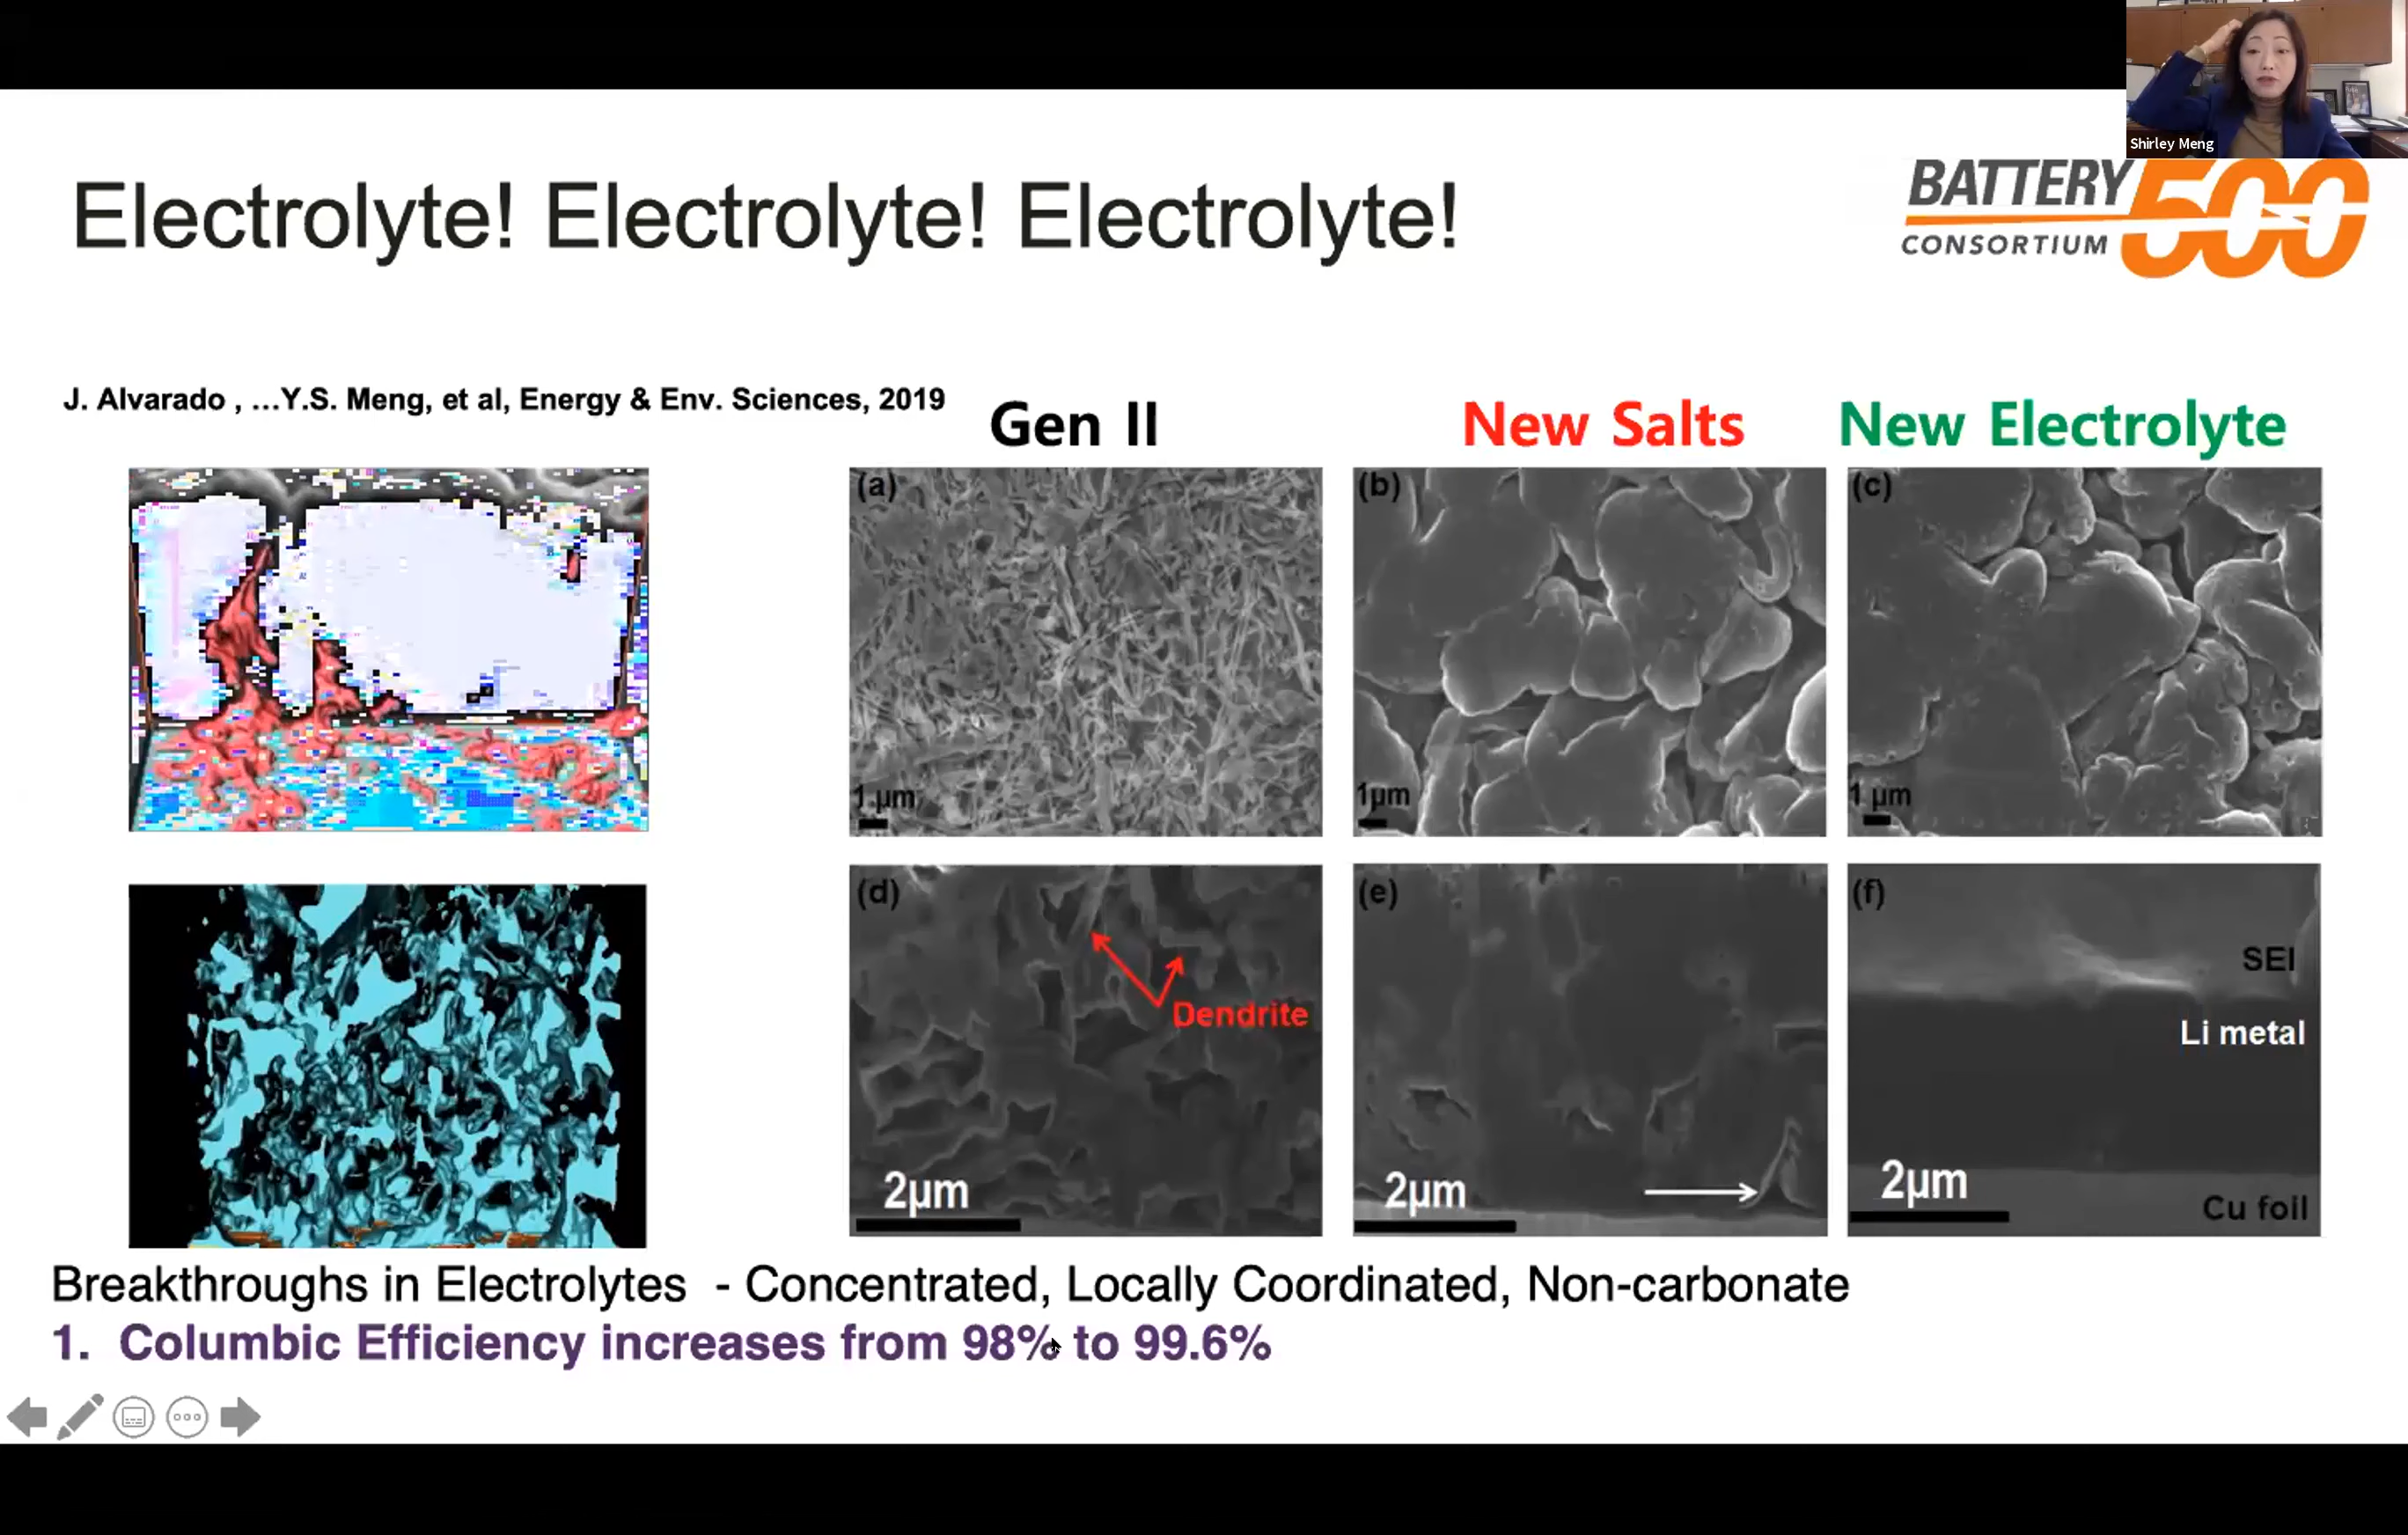 Shirley Meng
BATTERY
500
CONSORTIUM
Electrolyte! Electrolyte! Electrolyte!
J. Alvarado , ...Y.S. Meng, et al, Energy & Env. Sciences, 2019
Gen II
New Salts
New Electrolyte
(a)
1 µm
(b)
1µm
(c)
1 µm
(d)
Dendrite
2µm
(e)
2µm
(f)
SEI
Li metal
2µm
Cu foil
Breakthroughs in Electrolytes - Concentrated, Locally Coordinated, Non-carbonate
1. Columbic Efficiency increases from 98% to 99.6%